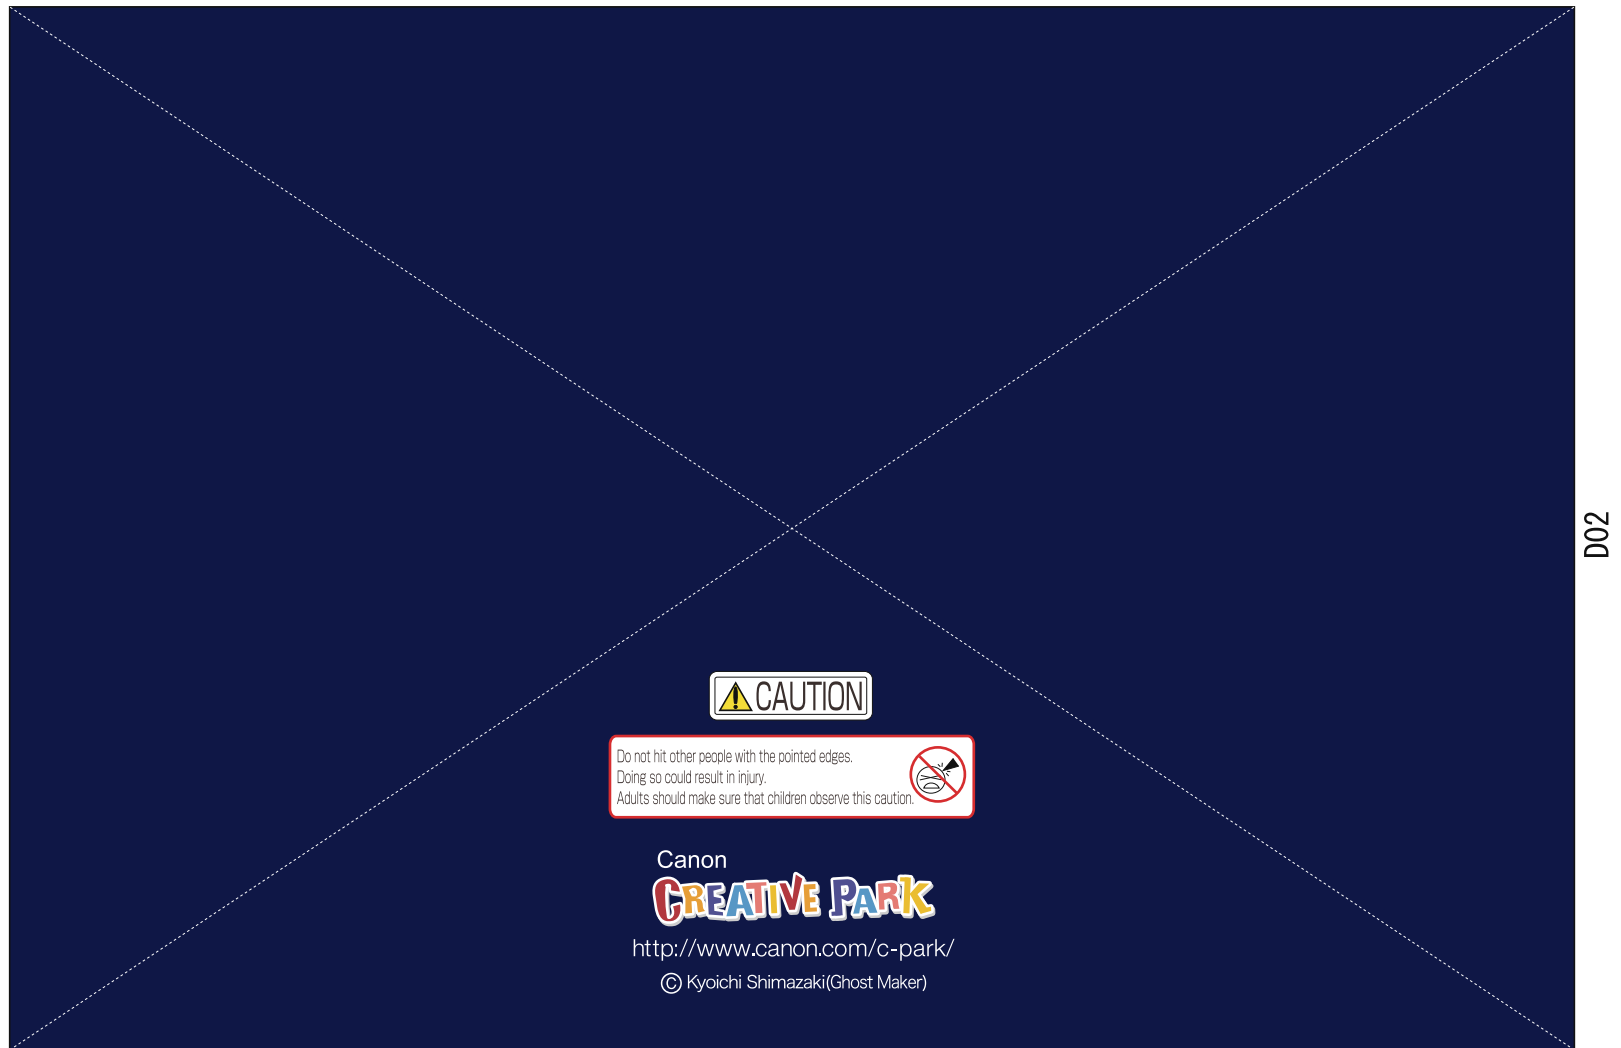 CAUTION
Do not hit other people with the pointed edges.
Doing so could result in injury.
Adults should make sure that children observe this caution.
Canon
CREATIVE PARK
http://www.canon.com/c-park/
© Kyoichi Shimazaki(Ghost Maker)
D02